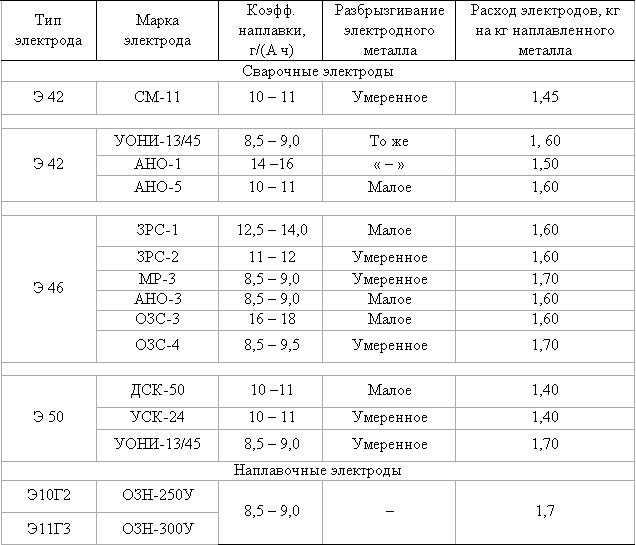 Тип электрода Марка электрода Коэфф. наплавки, г/(А ч) Разбрызгивание электродного металла Расход электродов, кг на кг наплавленного металла
Сварочные электроды
Э 42 СМ-11 10 – 11 Умеренное 1,45
Э 42
УОНИ-13/45 8,5 – 9,0 То же 1, 60
АНО-1 14 –16 « – » 1,50
АНО-5 10 – 11 Малое 1,60
Э 46
ЗРС-1 12,5 – 14,0 Малое 1,60
ЗРС-2 11 – 12 Умеренное 1,60
МР-3 8,5 – 9,0 Умеренное 1,70
АНО-3 8,5 – 9,0 Малое 1,60
ОЗС-3 16 – 18 Малое 1,60
ОЗС-4 8,5 – 9,5 Умеренное 1,70
Э 50
ДСК-50 10 –11 Малое 1,40
УСК-24 10 – 11 Умеренное 1,40
УОНИ-13/45 8,5 – 9,0 Умеренное 1,70
Наплавочные электроды
Э10Г2 ОЗН-250У
8,5 – 9,0 – 1,7
Э11Г3 ОЗН-300У